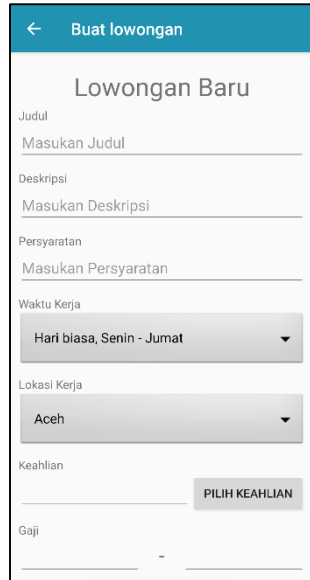 Buat lowongan
Lowongan Baru
Judul
Masukan Judul
Deskripsi
Masukan Deskripsi
Persyaratan
Masukan Persyaratan
Waktu Kerja
Hari biasa, Senin - Jumat
Lokasi Kerja
Aceh
Keahlian
PILIH KEAHLIAN
Gaji
-